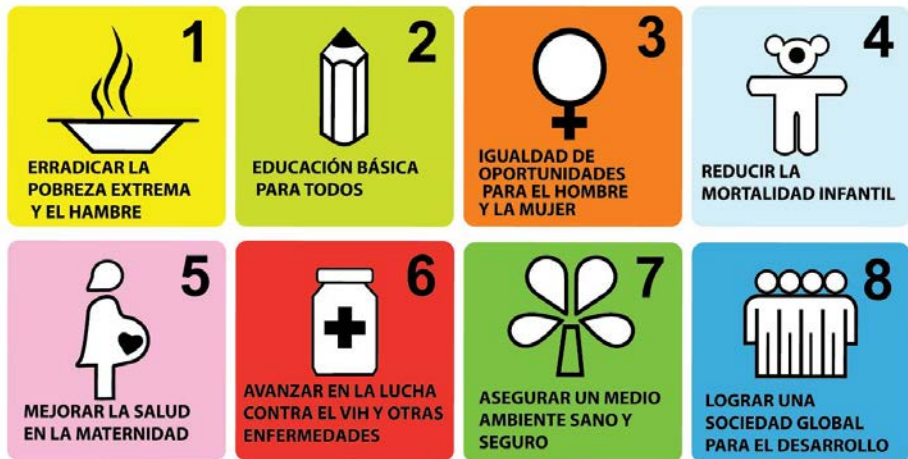 1
ERRADICAR LA
POBREZA EXTREMA
Y EL HAMBRE
2
EDUCACIÓN BÁSICA
PARA TODOS
3
IGUALDAD DE
OPORTUNIDADES
PARA EL HOMBRE
Y LA MUJER
4
REDUCIR LA
MORTALIDAD INFANTIL
5
MEJORAR LA SALUD
EN LA MATERNIDAD
6
AVANZAR EN LA LUCHA
CONTRA EL VIH Y OTRAS
ENFERMEDADES
7
ASEGURAR UN MEDIO
AMBIENTE SANO Y
SEGURO
8
LOGRAR UNA
SOCIEDAD GLOBAL
PARA EL DESARROLLO